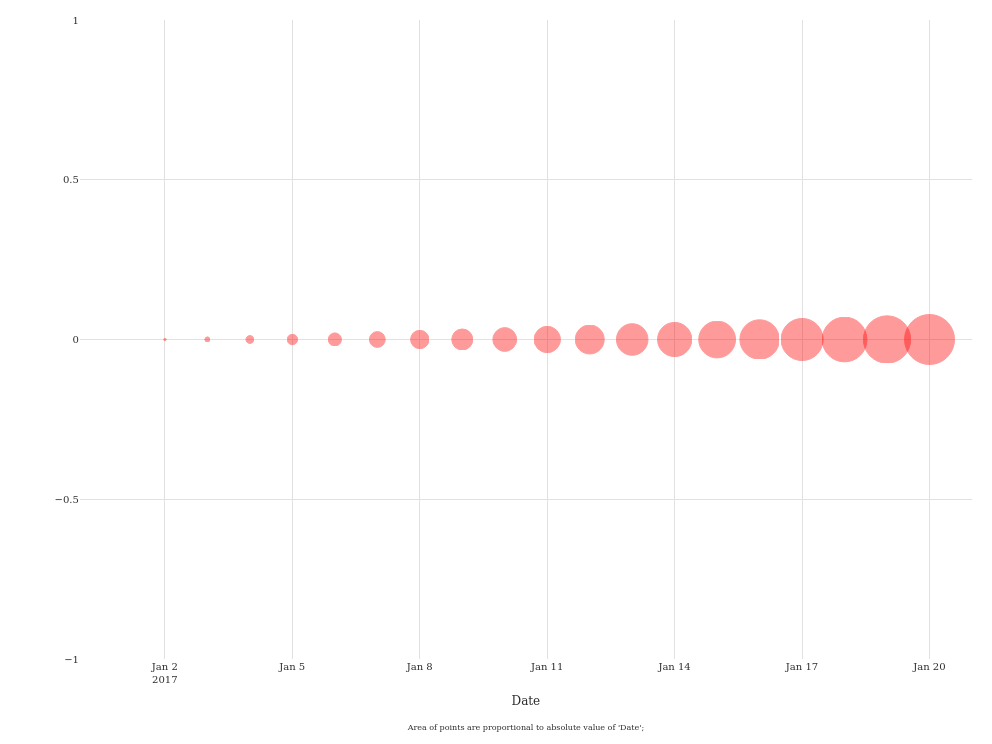 1
0.5
0
−0.5
−1
Jan 2
2017
Jan 5
Jan 8
Jan 11
Jan 14
Jan 17
Jan 20
Date
Area of points are proportional to absolute value of 'Date';